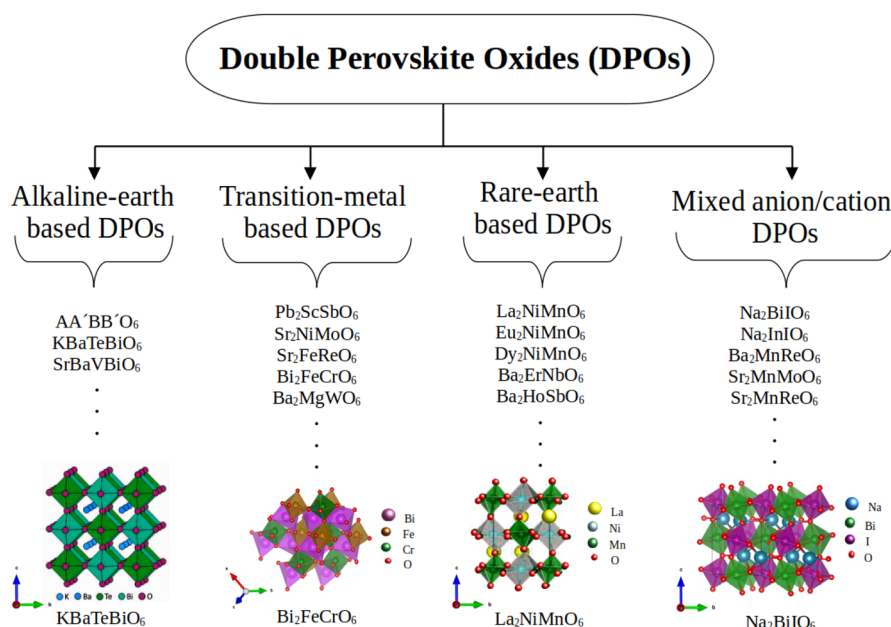 Double Perovskite Oxides (DPOs)
Alkaline-earth
based DPOs
Transition-metal
based DPOs
Rare-earth
based DPOs
Mixed anion/cation
DPOs
AA´BB´O₆
KBaTeBiO₆
SrBaVBiO₆
Pb₂ScSbO₆
Sr₂NiMoO₆
Sr₂FeReO₆
Bi₂FeCrO₆
Ba₂MgWO₆
La₂NiMnO₆
Eu₂NiMnO₆
Dy₂NiMnO₆
Ba₂ErNbO₆
Ba₂HoSbO₆
Na₂BiIO₆
Na₂InIO₆
Ba₂MnReO₆
Sr₂MnMoO₆
Sr₂MnReO₆
c
b
K Ba Te Bi O
KBaTeBiO₆
a
b
c
Bi
Fe
Cr
O
Bi₂FeCrO₆
c
b
La
Ni
Mn
O
La₂NiMnO₆
c
b
Na
Bi
I
O
Na₂BiIO₆